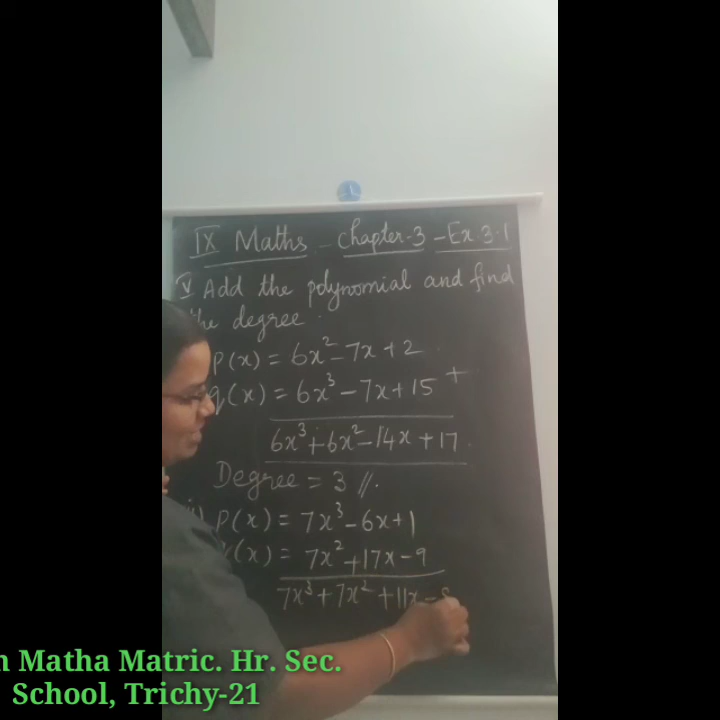 IX Maths - Chapter-3 - Ex. 3.1
V Add the polynomial and find
the degree.
P(x) = 6x² - 7x + 2
q(x) = 6x³ - 7x + 15 +
6x³ + 6x² - 14x + 17
Degree = 3 //.
P(x) = 7x³ - 6x + 1
(x) = 7x² + 17x - 9
7x³ + 7x² + 11x -
Matha Matric. Hr. Sec.
School, Trichy-21